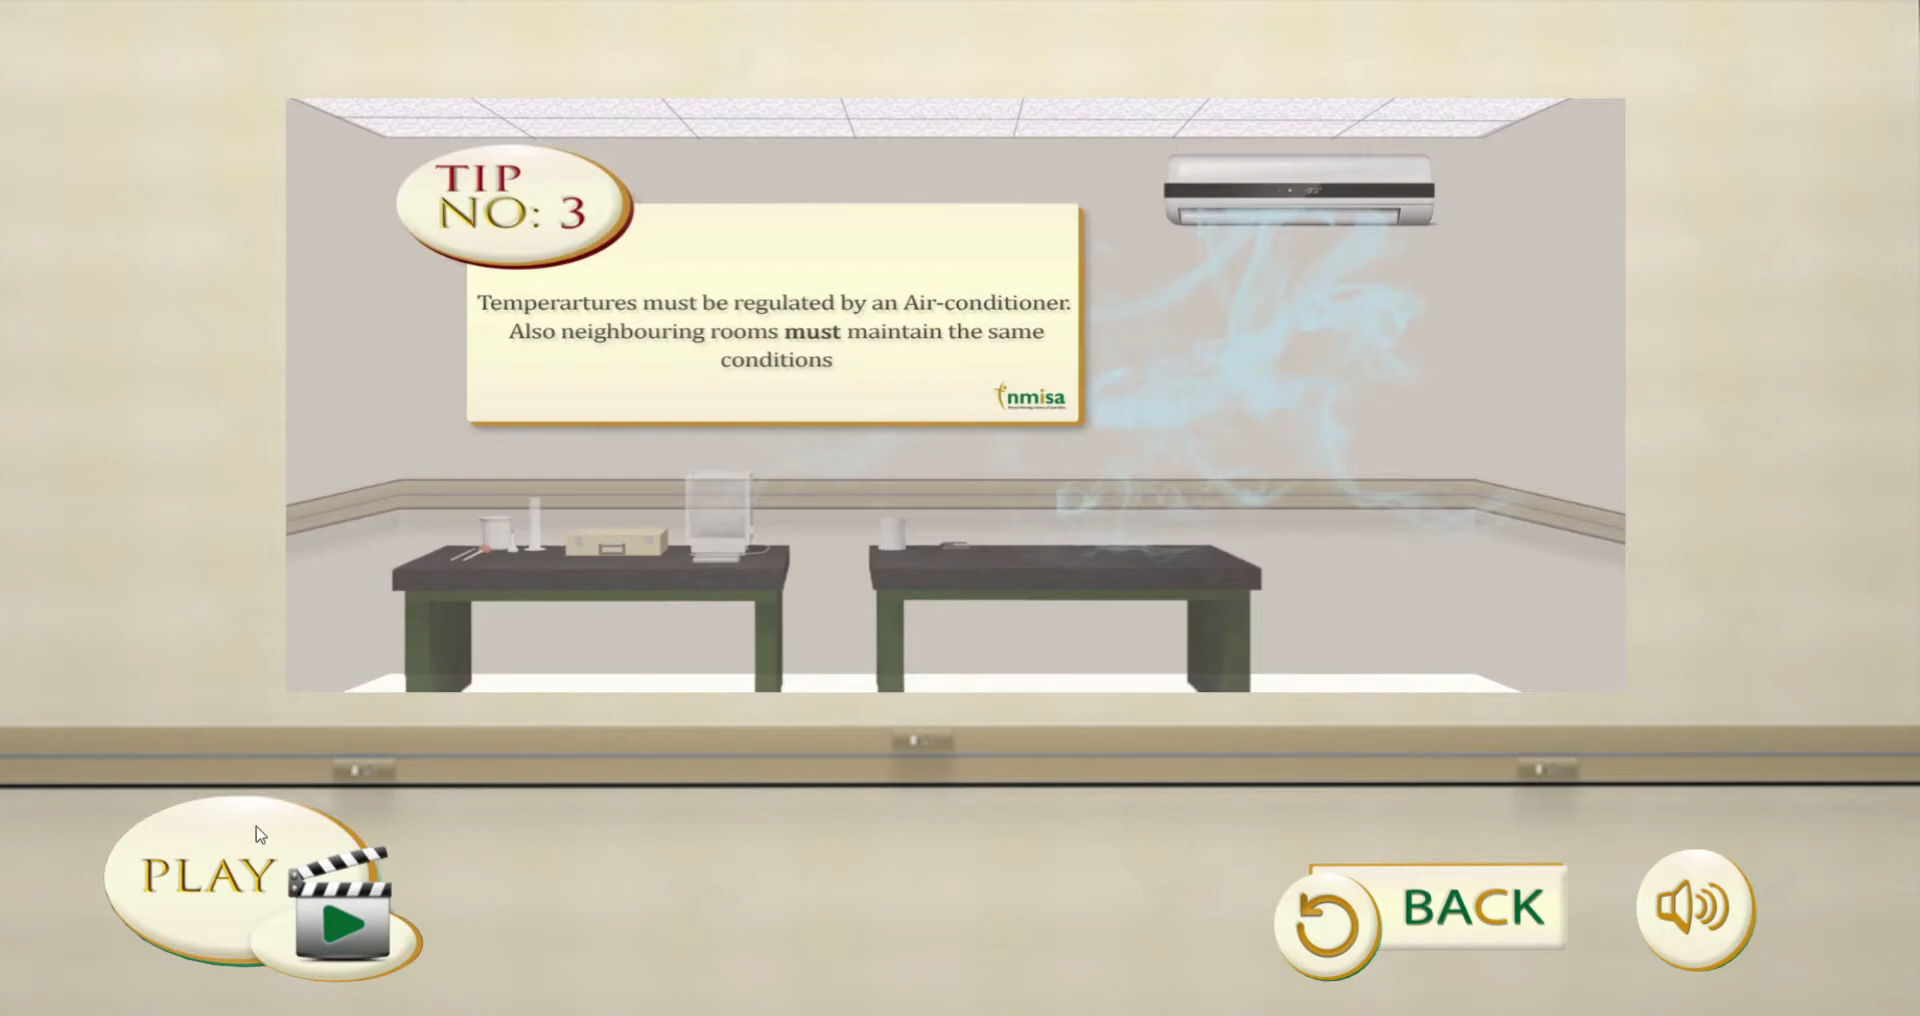 TIP
NO: 3
Temperartures must be regulated by an Air-conditioner.
Also neighbouring rooms must maintain the same
conditions
nmisa
PLAY
BACK